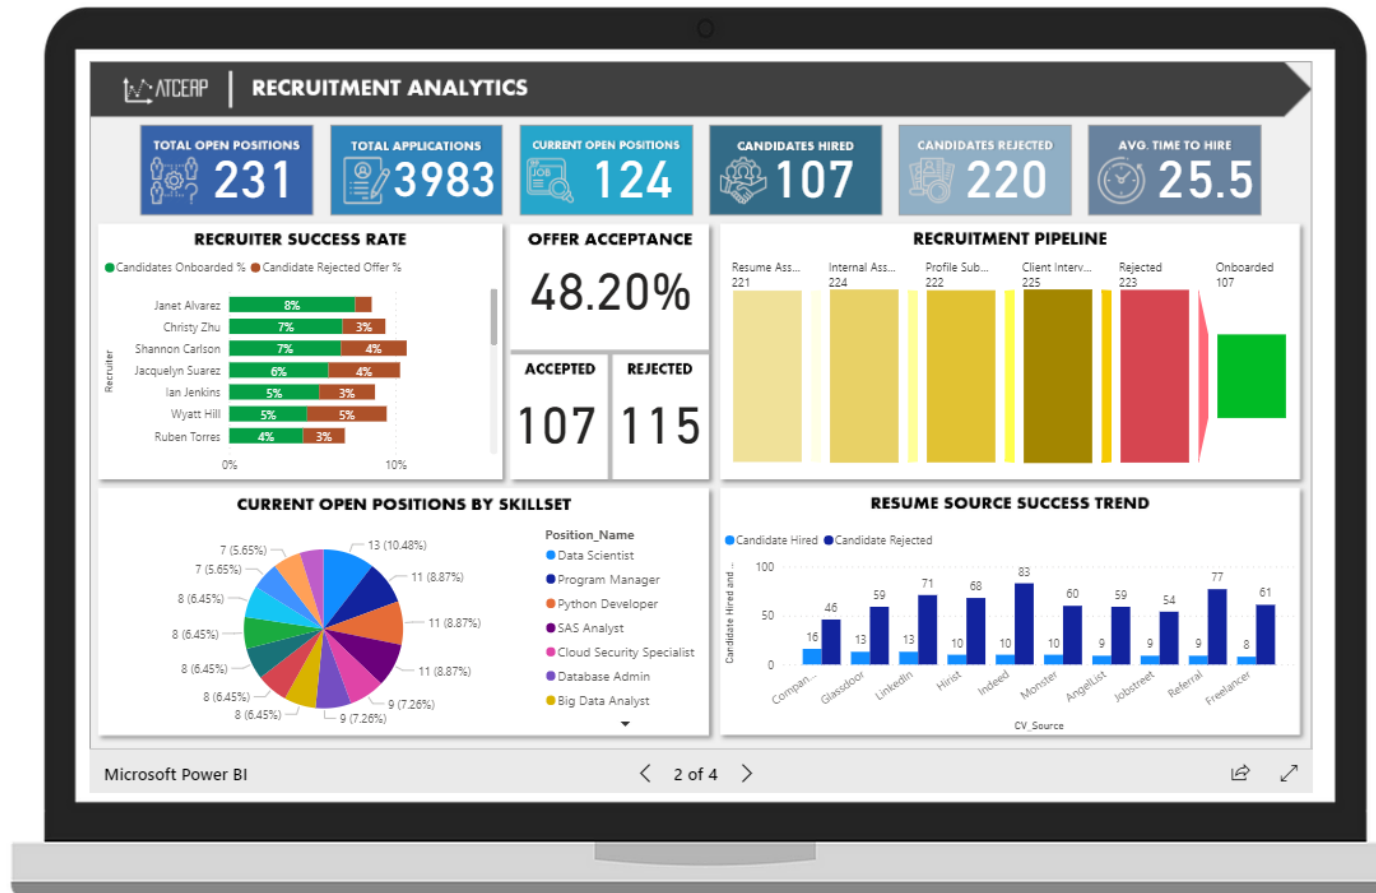 ATCERP
RECRUITMENT ANALYTICS
TOTAL OPEN POSITIONS
231
TOTAL APPLICATIONS
3983
CURRENT OPEN POSITIONS
JOB
124
CANDIDATES HIRED
107
CANDIDATES REJECTED
220
AVG. TIME TO HIRE
25.5
RECRUITER SUCCESS RATE
Candidates Onboarded % Candidate Rejected Offer %
Recruiter
Janet Alvarez 8%
Christy Zhu 7% 3%
Shannon Carlson 7% 4%
Jacquelyn Suarez 6% 4%
Ian Jenkins 5% 3%
Wyatt Hill 5% 5%
Ruben Torres 4% 3%
0% 10%
OFFER ACCEPTANCE
48.20%
ACCEPTED
107
REJECTED
115
RECRUITMENT PIPELINE
Resume Ass... Internal Ass... Profile Sub... Client Interv... Rejected Onboarded
221 224 222 225 223 107
CURRENT OPEN POSITIONS BY SKILLSET
13 (10.48%)
11 (8.87%)
11 (8.87%)
11 (8.87%)
9 (7.26%)
9 (7.26%)
8 (6.45%)
8 (6.45%)
8 (6.45%)
8 (6.45%)
8 (6.45%)
7 (5.65%)
7 (5.65%)
Position_Name
Data Scientist
Program Manager
Python Developer
SAS Analyst
Cloud Security Specialist
Database Admin
Big Data Analyst
RESUME SOURCE SUCCESS TREND
Candidate Hired Candidate Rejected
Candidate Hired and ...
100
50
0
16 46
13 59
13 71
10 68
10 83
10 60
9 59
9 54
9 77
8 61
Compan... Glassdoor LinkedIn Hirist Indeed Monster AngelList Jobstreet Referral Freelancer
CV_Source
Microsoft Power BI
2 of 4